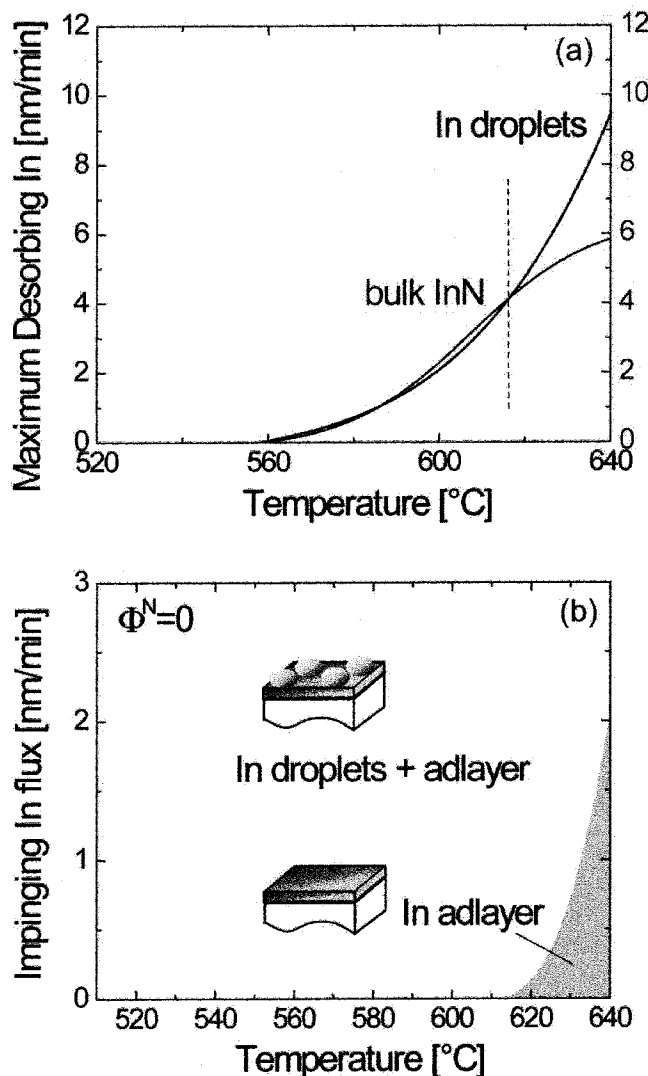 12
12
(a)
10
10
In droplets
8
8
6
6
bulk InN
4
4
2
2
0
0
520
560
600
640
Maximum Desorbing In [nm/min]
Temperature [°C]
3
Φᴺ=0
(b)
2
In droplets + adlayer
1
In adlayer
0
520 540 560 580 600 620 640
Impinging In flux [nm/min]
Temperature [°C]